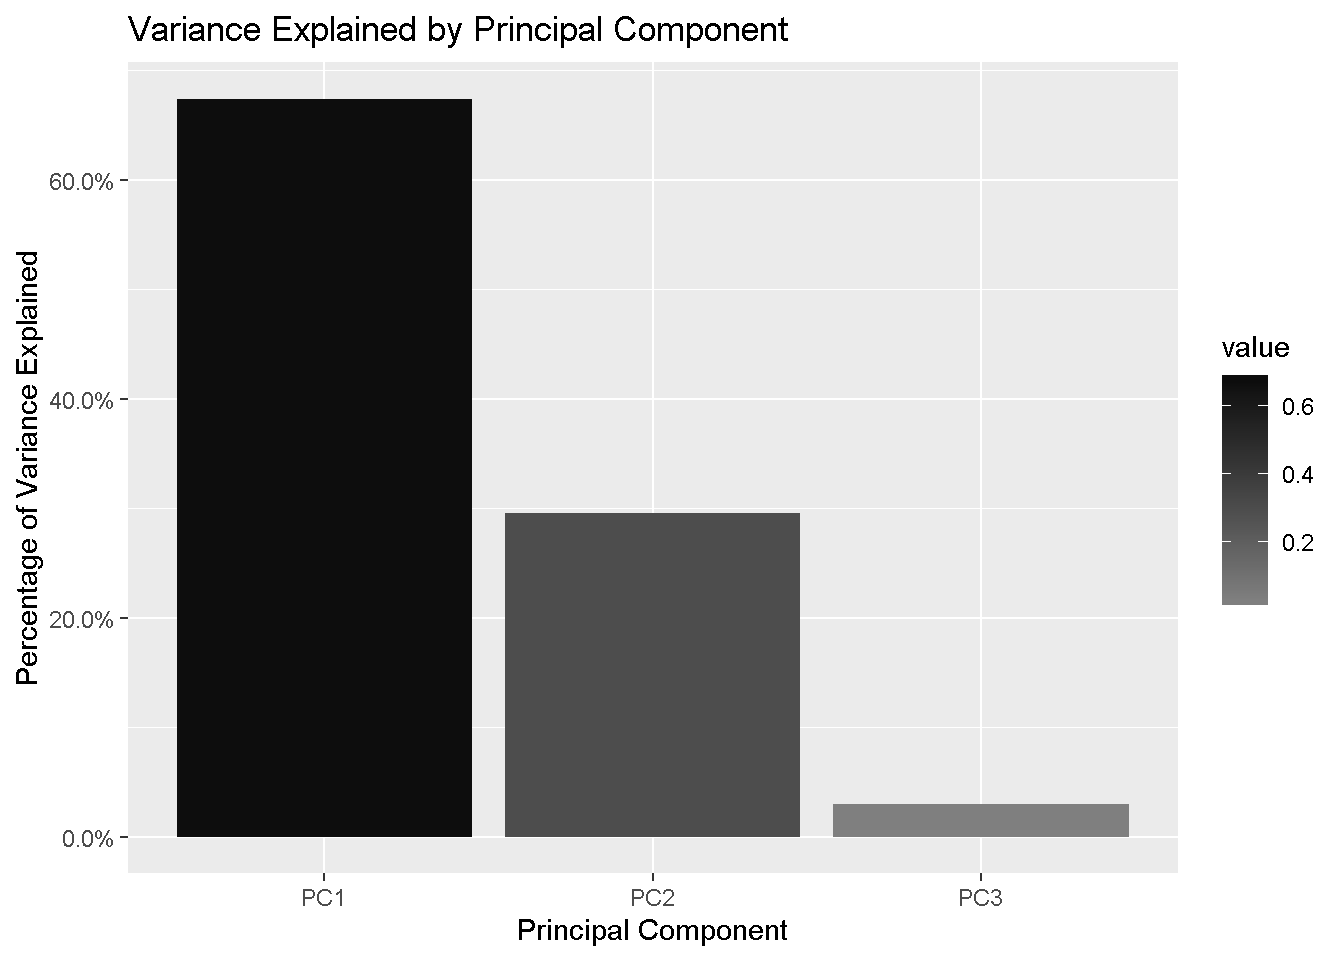 Variance Explained by Principal Component
Percentage of Variance Explained
60.0%
40.0%
20.0%
0.0%
PC1 PC2 PC3
Principal Component
value
0.6
0.4
0.2